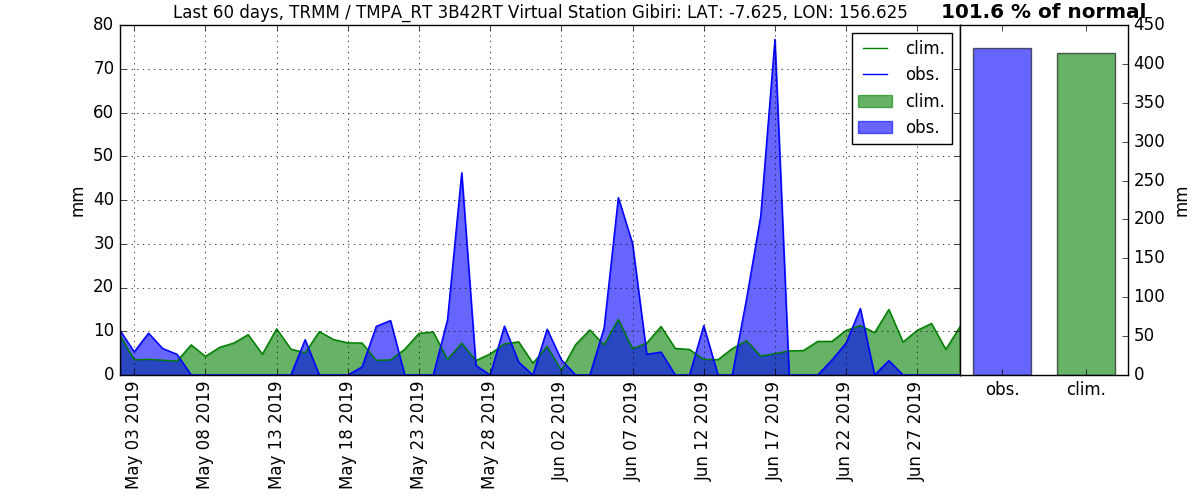 Last 60 days, TRMM / TMPA_RT 3B42RT Virtual Station Gibiri: LAT: -7.625, LON: 156.625
101.6 % of normal
80
70
60
50
40
30
20
10
0
mm
clim.
obs.
clim.
obs.
450
400
350
300
250
200
150
100
50
0
mm
May 03 2019
May 08 2019
May 13 2019
May 18 2019
May 23 2019
May 28 2019
Jun 02 2019
Jun 07 2019
Jun 12 2019
Jun 17 2019
Jun 22 2019
Jun 27 2019
obs.
clim.